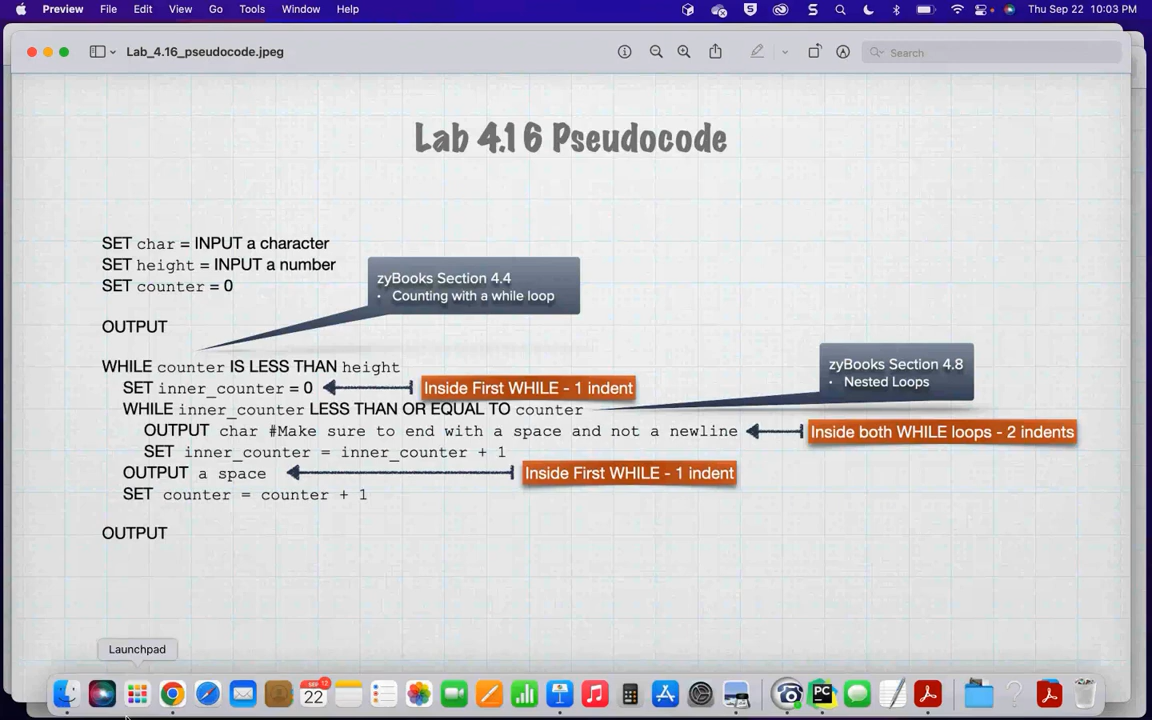 Preview File Edit View Go Tools Window Help Thu Sep 22 10:03 PM
Lab_4.16_pseudocode.jpeg
Search
Lab 4.16 Pseudocode
SET char = INPUT a character
SET height = INPUT a number
SET counter = 0
zyBooks Section 4.4
• Counting with a while loop
OUTPUT
WHILE counter IS LESS THAN height
zyBooks Section 4.8
• Nested Loops
SET inner_counter = 0
Inside First WHILE - 1 indent
WHILE inner_counter LESS THAN OR EQUAL TO counter
OUTPUT char #Make sure to end with a space and not a newline
Inside both WHILE loops - 2 indents
SET inner_counter = inner_counter + 1
OUTPUT a space
Inside First WHILE - 1 indent
SET counter = counter + 1
OUTPUT
Launchpad
SEP
12
22
PC